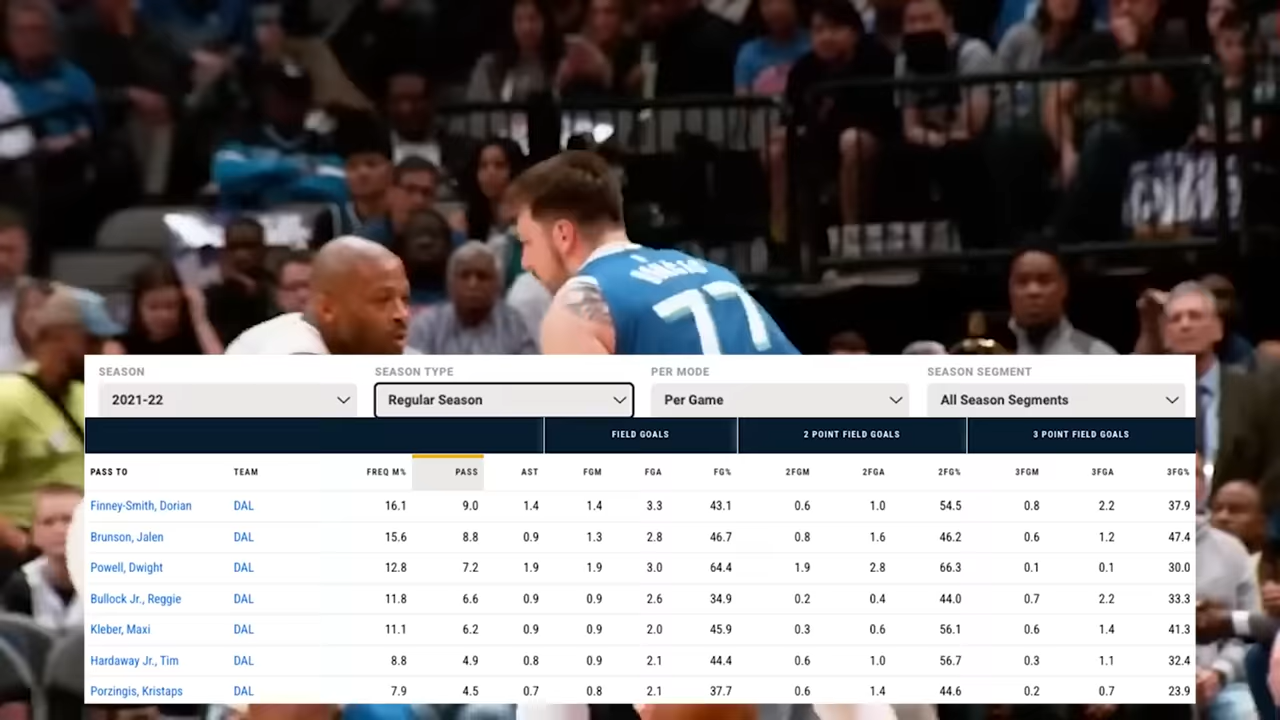 DONČIĆ
77
SEASON SEASON TYPE PER MODE SEASON SEGMENT
2021-22 Regular Season Per Game All Season Segments
FIELD GOALS 2 POINT FIELD GOALS 3 POINT FIELD GOALS
PASS TO TEAM FREQ M% PASS AST FGM FGA FG% 2FGM 2FGA 2FG% 3FGM 3FGA 3FG%
Finney-Smith, Dorian DAL 16.1 9.0 1.4 1.4 3.3 43.1 0.6 1.0 54.5 0.8 2.2 37.9
Brunson, Jalen DAL 15.6 8.8 0.9 1.3 2.8 46.7 0.8 1.6 46.2 0.6 1.2 47.4
Powell, Dwight DAL 12.8 7.2 1.9 1.9 3.0 64.4 1.9 2.8 66.3 0.1 0.1 30.0
Bullock Jr., Reggie DAL 11.8 6.6 0.9 0.9 2.6 34.9 0.2 0.4 44.0 0.7 2.2 33.3
Kleber, Maxi DAL 11.1 6.2 0.9 0.9 2.0 45.9 0.3 0.6 56.1 0.6 1.4 41.3
Hardaway Jr., Tim DAL 8.8 4.9 0.8 0.9 2.1 44.4 0.6 1.0 56.7 0.3 1.1 32.4
Porzingis, Kristaps DAL 7.9 4.5 0.7 0.8 2.1 37.7 0.6 1.4 44.6 0.2 0.7 23.9